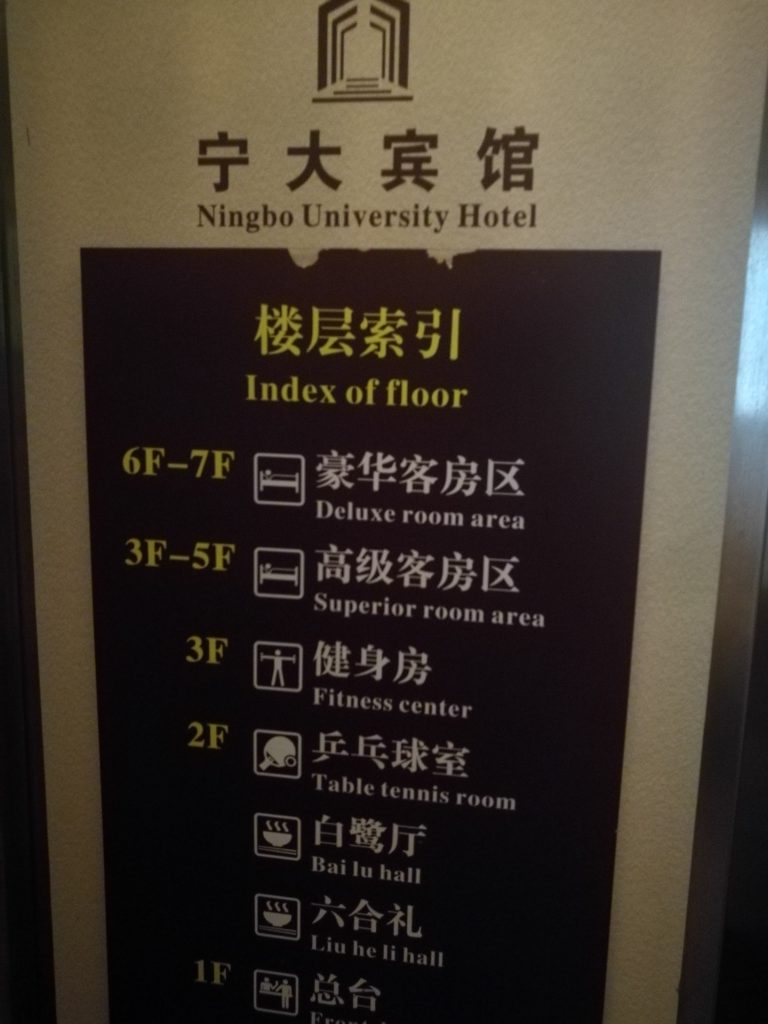 宁大宾馆
Ningbo University Hotel
楼层索引
Index of floor
6F-7F 豪华客房区
Deluxe room area
3F-5F 高级客房区
Superior room area
3F 健身房
Fitness center
2F 乒乓球室
Table tennis room
白鹭厅
Bai lu hall
六合礼
Liu he li hall
1F 总台